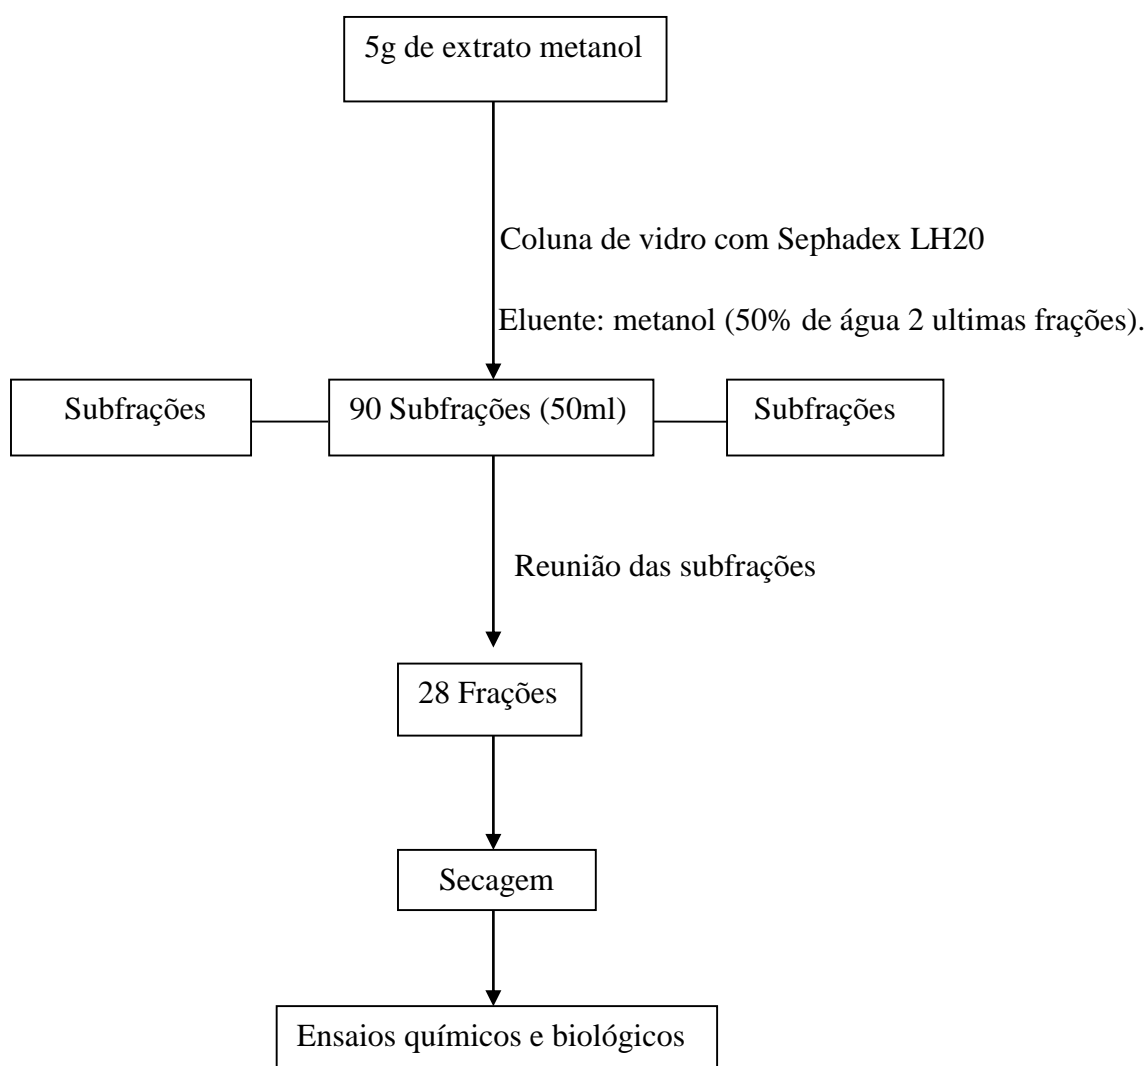 5g de extrato metanol
Coluna de vidro com Sephadex LH20
Eluente: metanol (50% de água 2 ultimas frações).
Subfrações
90 Subfrações (50ml)
Subfrações
Reunião das subfrações
28 Frações
Secagem
Ensaios químicos e biológicos